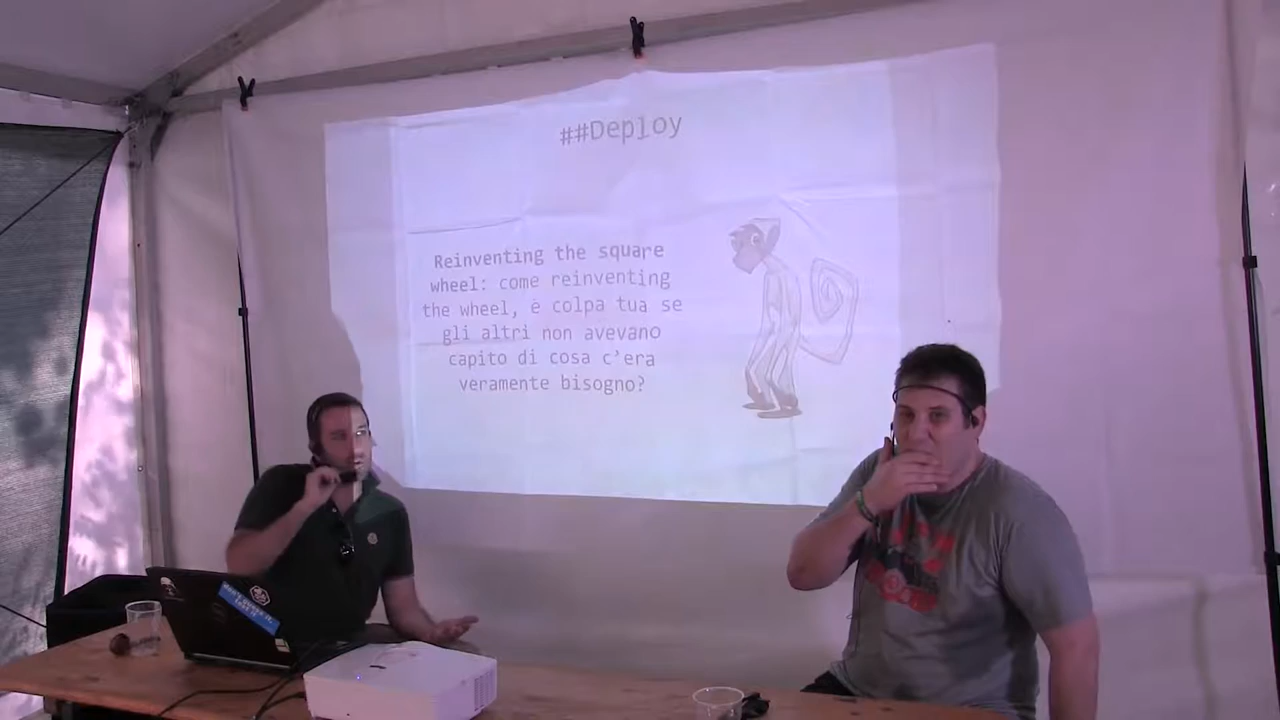 ##Deploy
Reinventing the square
wheel: come reinventing
the wheel, è colpa tua se
gli altri non avevano
capito di cosa c'era
veramente bisogno?